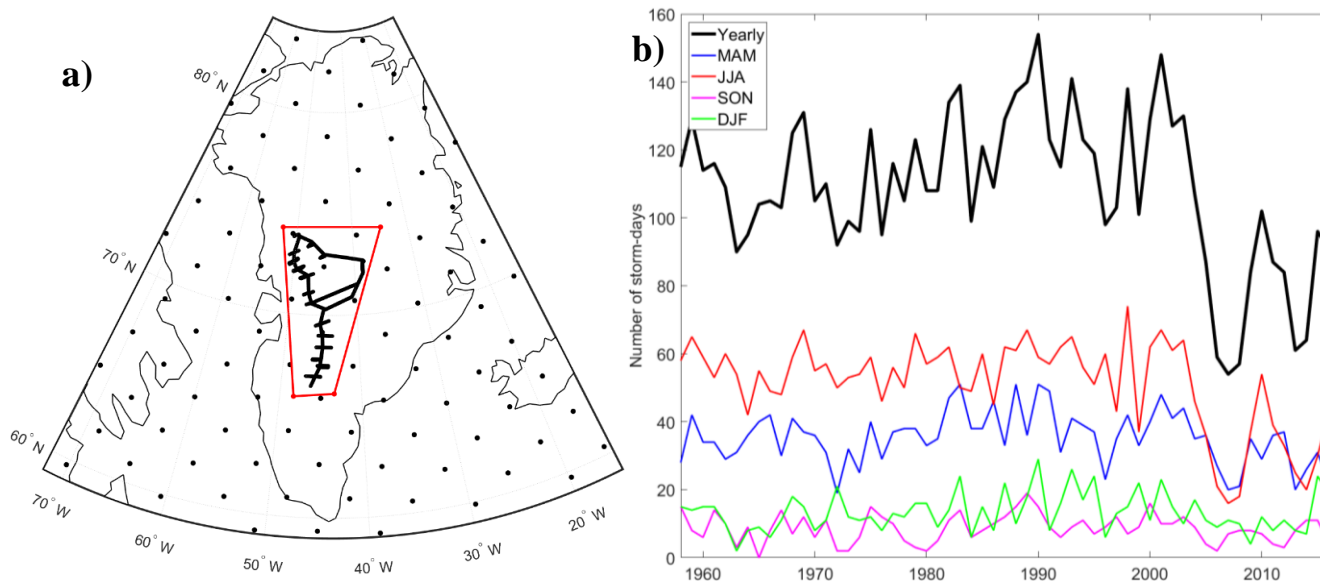 a)
80° N
70° N
60° N
70° W
60° W
50° W
40° W
30° W
20° W
b)
Number of storm-days
160
140
120
100
80
60
40
20
0
Yearly
MAM
JJA
SON
DJF
1960
1970
1980
1990
2000
2010